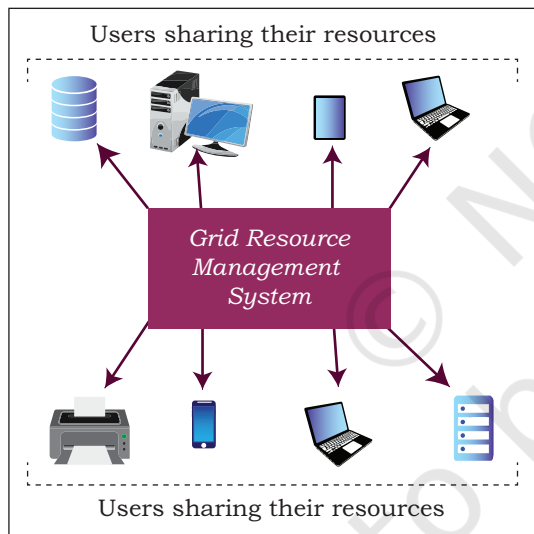 Users sharing their resources
Grid Resource
Management
System
Users sharing their resources